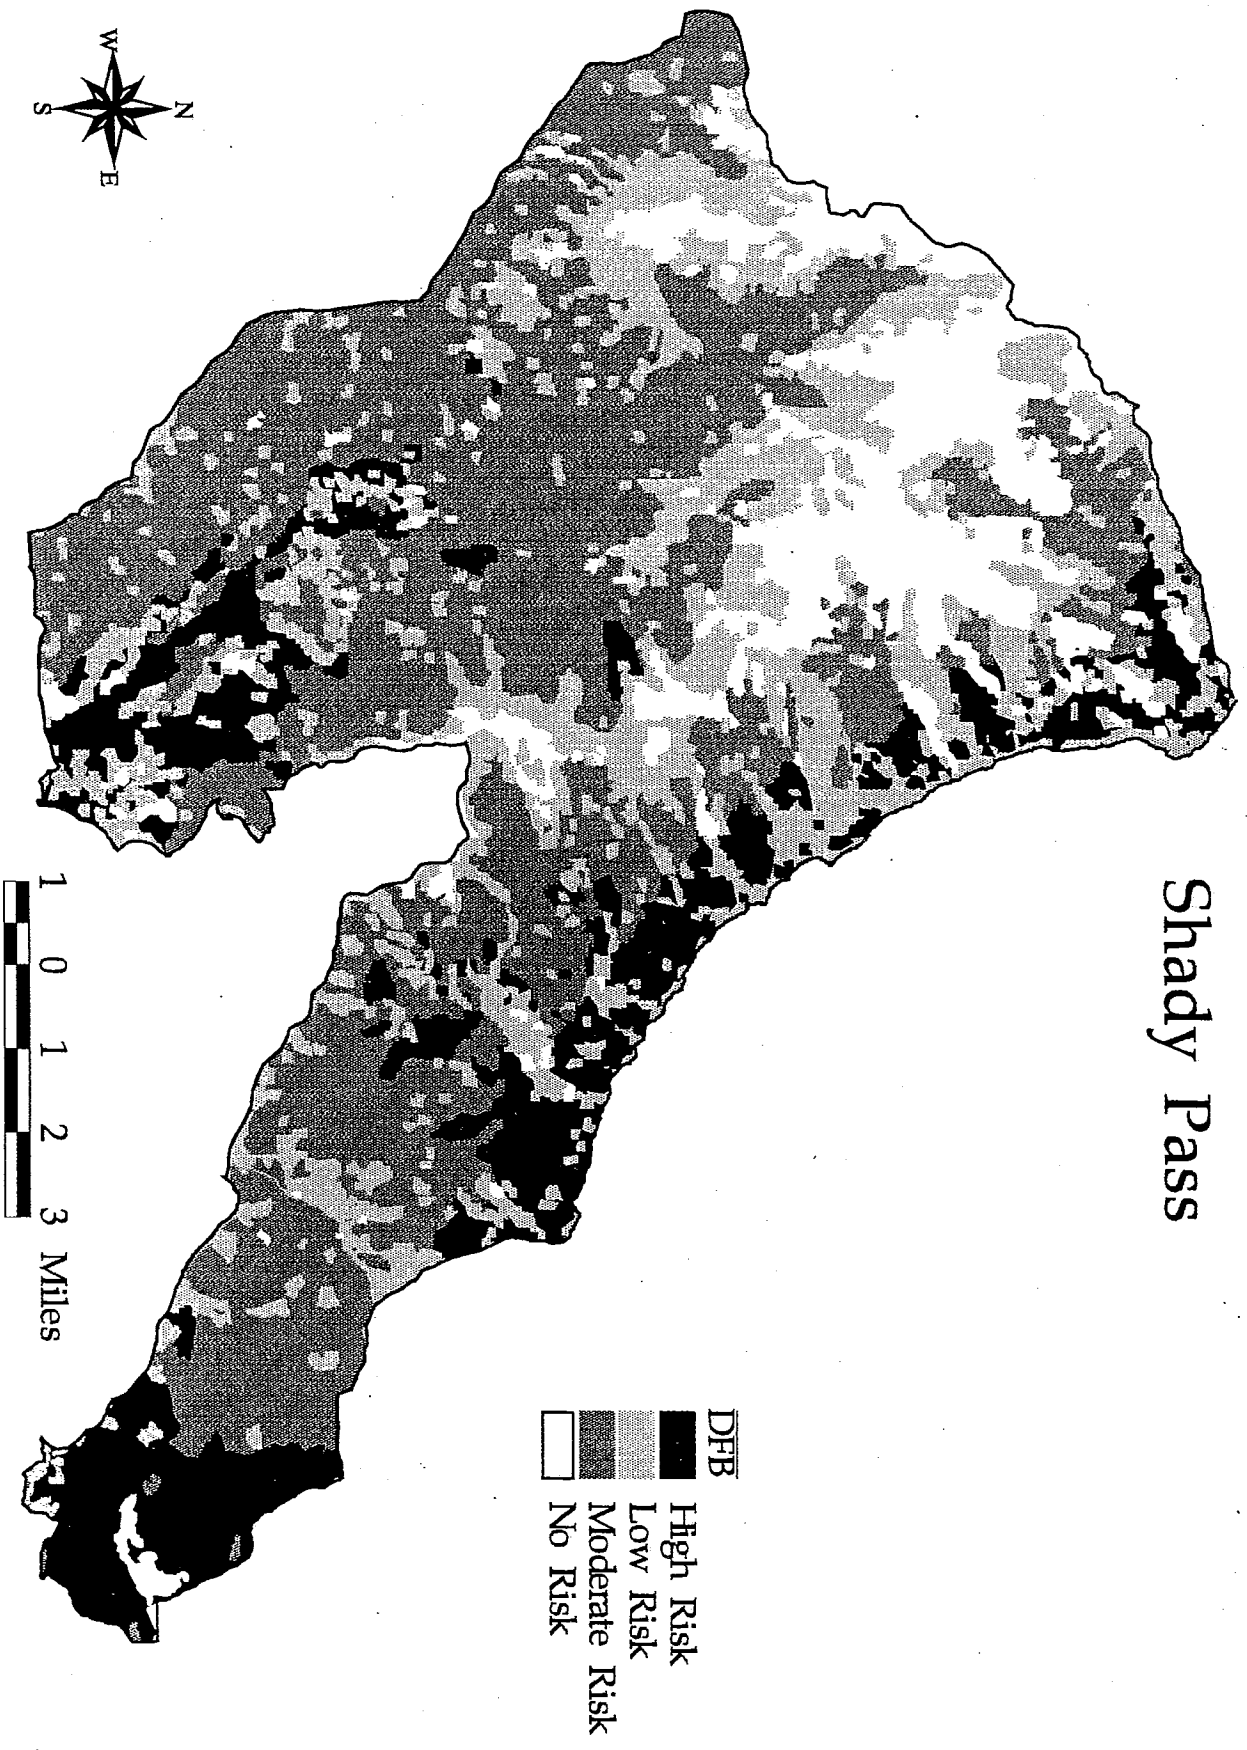 Shady Pass
DFB
High Risk
Low Risk
Moderate Risk
No Risk
N
W
E
S
1 0 1 2 3 Miles